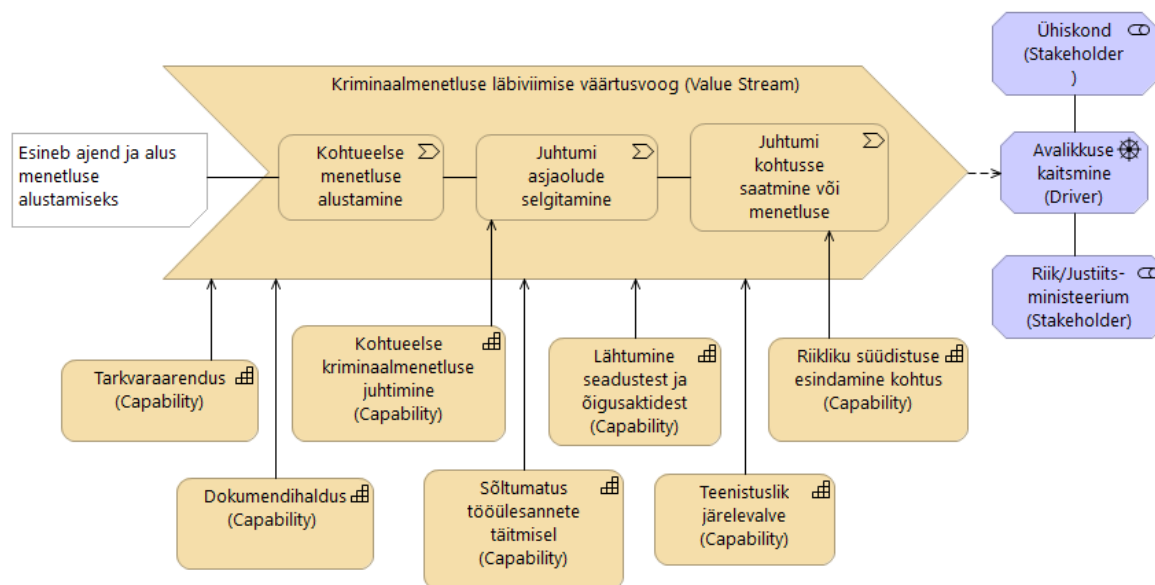 Ühiskond
(Stakeholder
)
Kriminaalmenetluse läbiviimise väärtusvoog (Value Stream)
Esineb ajend ja alus
menetluse
alustamiseks
Kohtueelse
menetluse
alustamine
Juhtumi
asjaolude
selgitamine
Juhtumi
kohtusse
saatmine või
menetluse
Avalikkuse
kaitsmine
(Driver)
Riik/Justiits-
ministeerium
(Stakeholder)
Tarkvaraarendus
(Capability)
Kohtueelse
kriminaalmenetluse
juhtimine
(Capability)
Lähtumine
seadustest ja
õigusaktidest
(Capability)
Riikliku süüdistuse
esindamine kohtus
(Capability)
Dokumendihaldus
(Capability)
Sõltumatus
tööülesannete
täitmisel
(Capability)
Teenistuslik
järelevalve
(Capability)